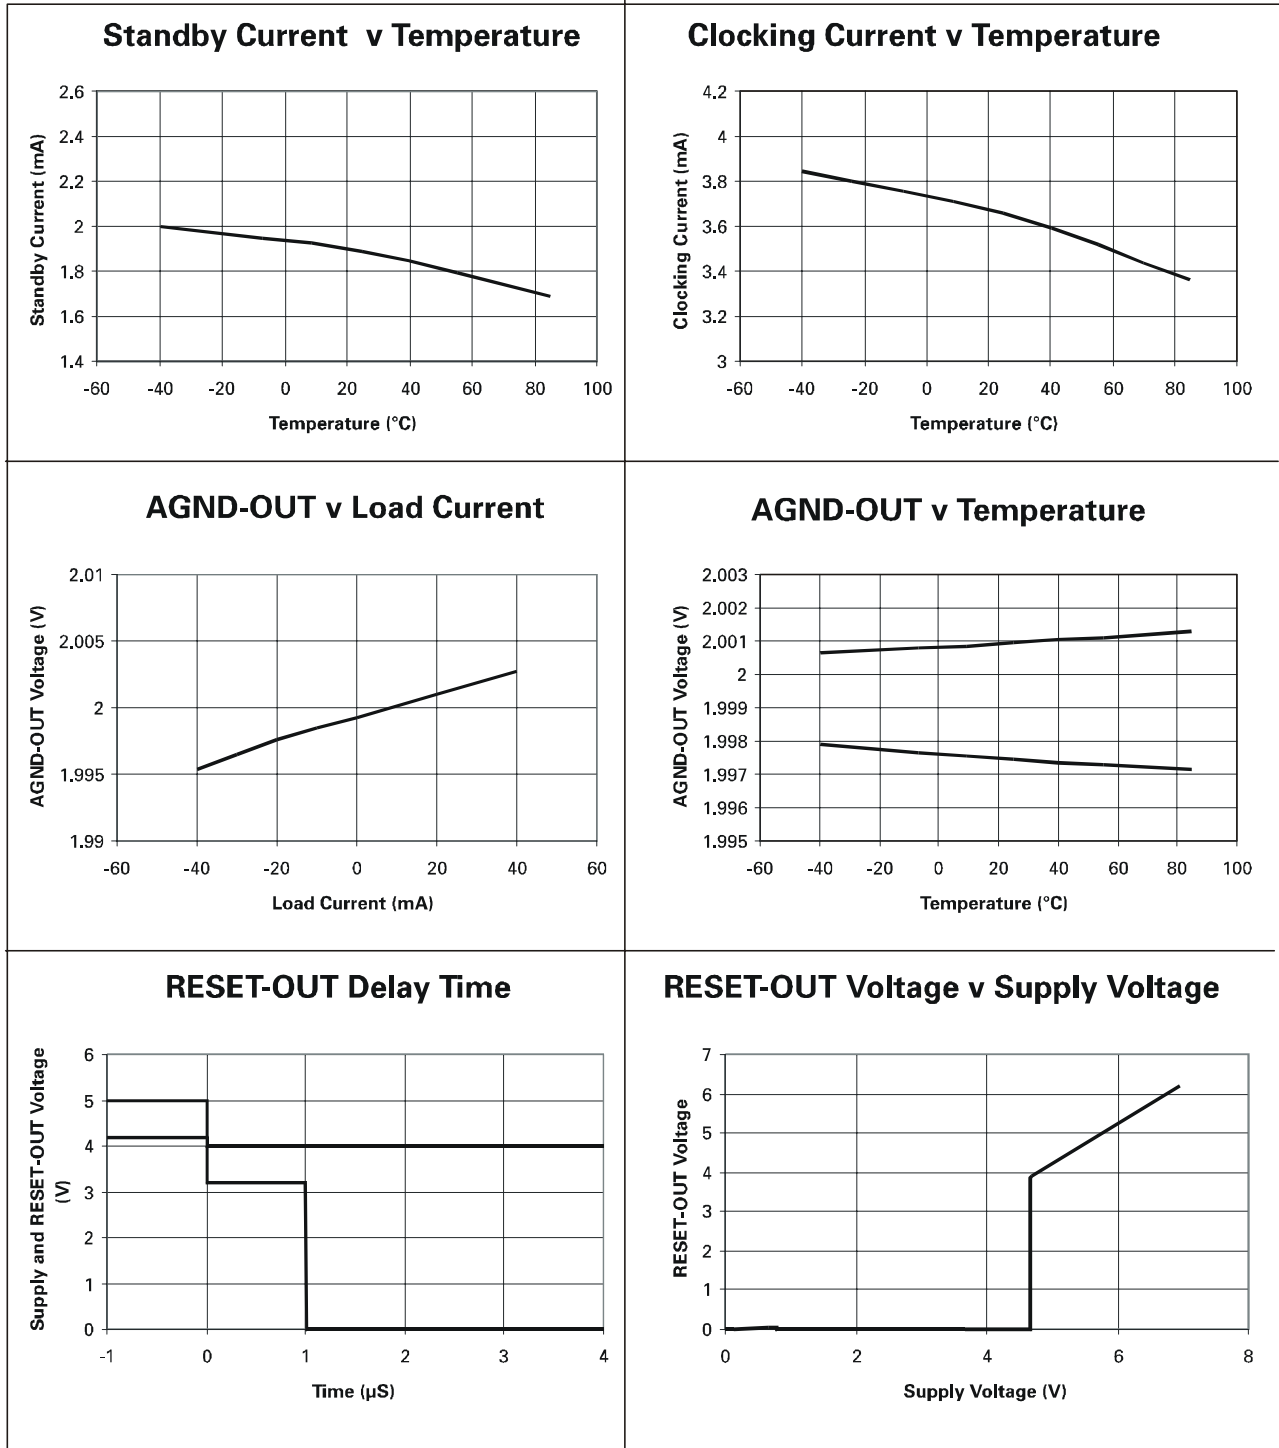 Standby Current v Temperature
2.6
2.4
2.2
2
1.8
1.6
1.4
Standby Current (mA)
-60 -40 -20 0 20 40 60 80 100
Temperature (°C)
Clocking Current v Temperature
4.2
4
3.8
3.6
3.4
3.2
3
Clocking Current (mA)
-60 -40 -20 0 20 40 60 80 100
Temperature (°C)
AGND-OUT v Load Current
2.01
2.005
2
1.995
1.99
AGND-OUT Voltage (V)
-60 -40 -20 0 20 40 60
Load Current (mA)
AGND-OUT v Temperature
2.003
2.002
2.001
2
1.999
1.998
1.997
1.996
1.995
AGND-OUT Voltage (V)
-60 -40 -20 0 20 40 60 80 100
Temperature (°C)
RESET-OUT Delay Time
6
5
4
3
2
1
0
Supply and RESET-OUT Voltage
(V)
-1 0 1 2 3 4
Time (µS)
RESET-OUT Voltage v Supply Voltage
7
6
5
4
3
2
1
0
RESET-OUT Voltage
0 2 4 6 8
Supply Voltage (V)